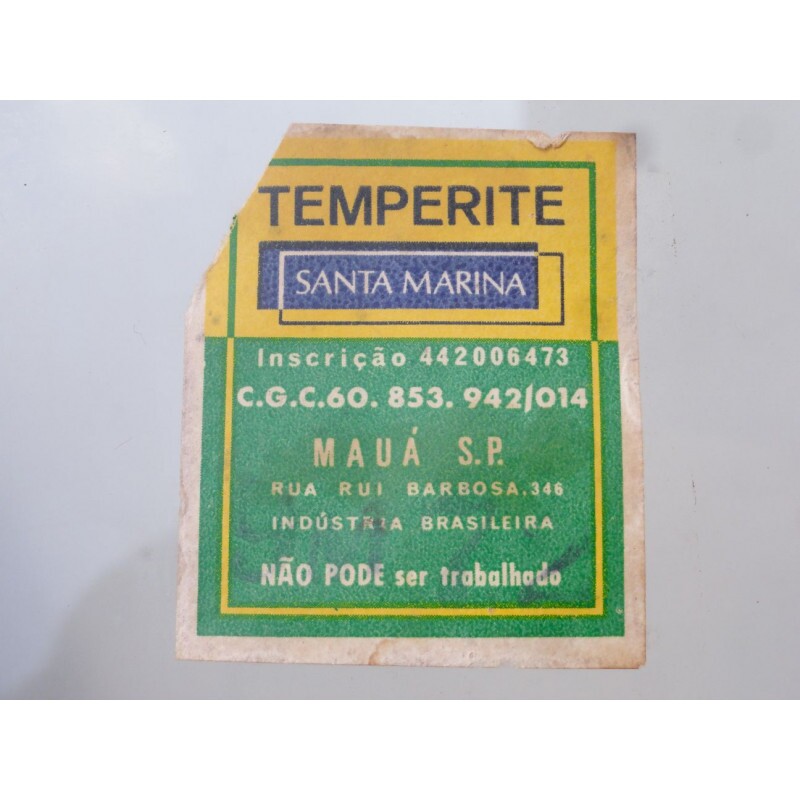 TEMPERITE
SANTA MARINA
Inscrição 442006473
C.G.C.60. 853. 942/014
MAUÁ S.P.
RUA RUI BARBOSA.346
INDÚSTRIA BRASILEIRA
NÃO PODE ser trabalhado